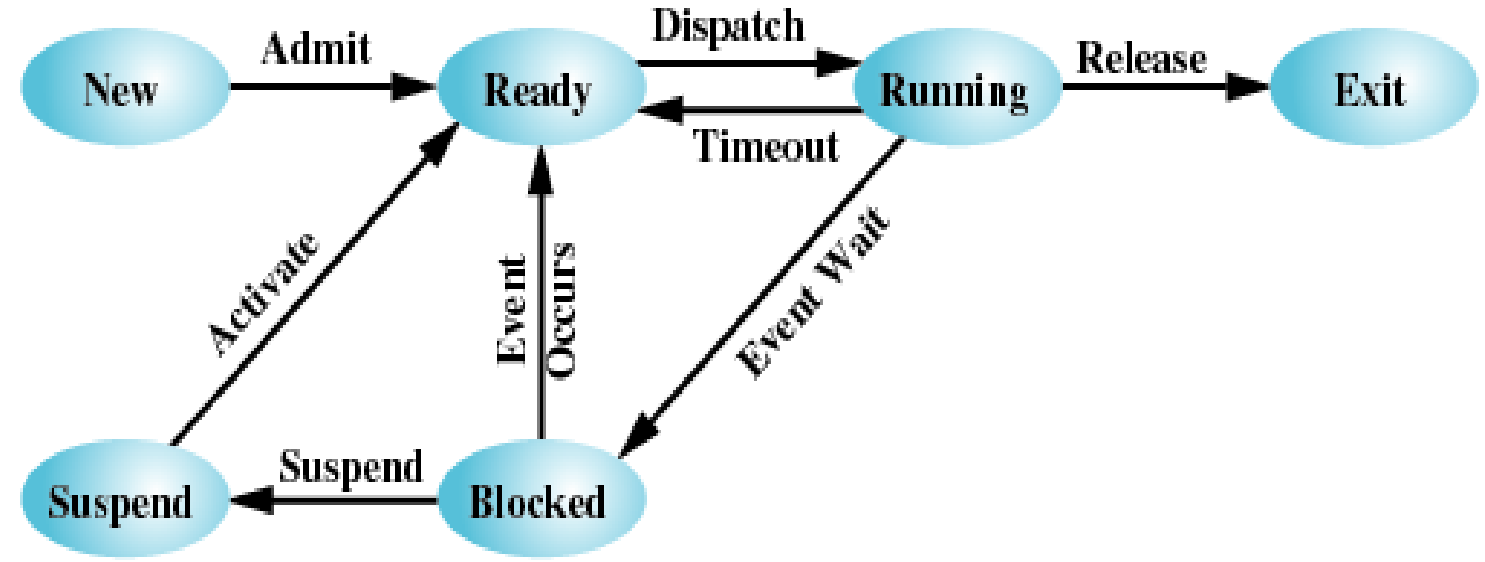 Dispatch
Admit
Release
New
Ready
Running
Exit
Timeout
Activate
Event
Occurs
Event Wait
Suspend
Suspend
Blocked